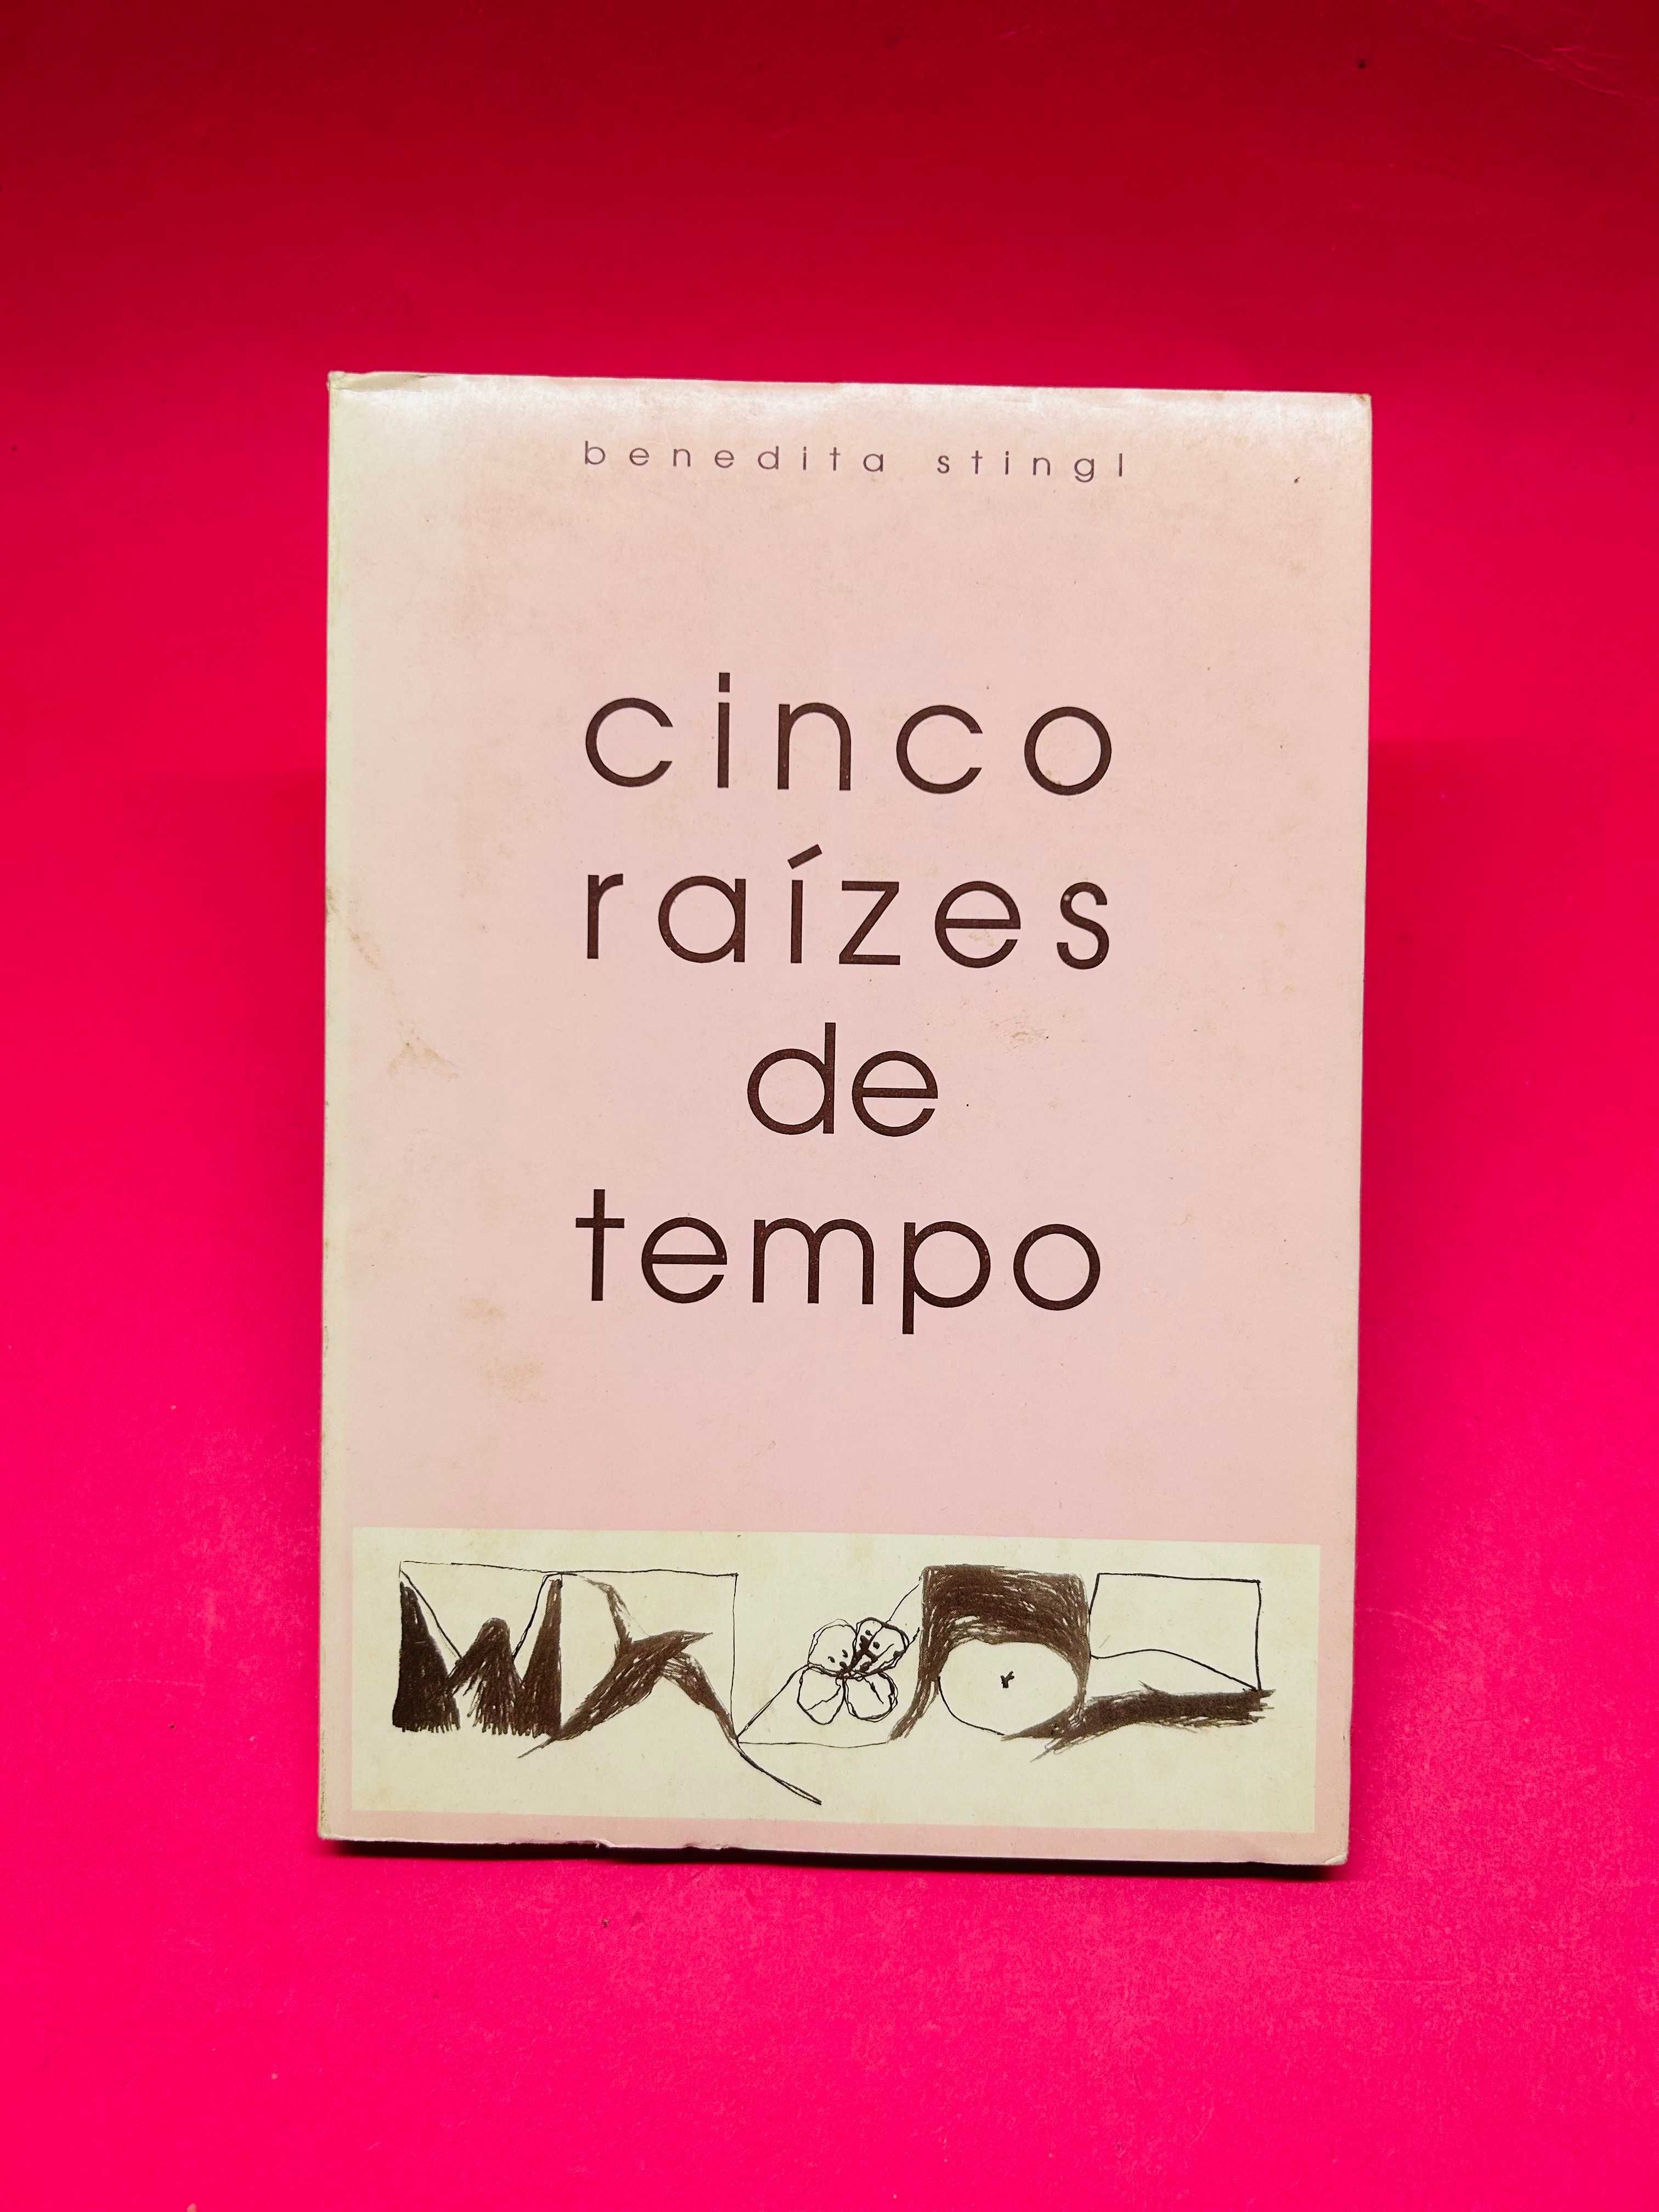 benedita stingl
cinco
raízes
de
tempo